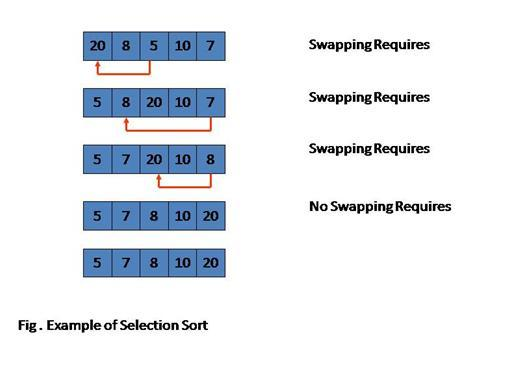 20 8 5 10 7 Swapping Requires
5 8 20 10 7 Swapping Requires
5 7 20 10 8 Swapping Requires
5 7 8 10 20 No Swapping Requires
5 7 8 10 20
Fig . Example of Selection Sort